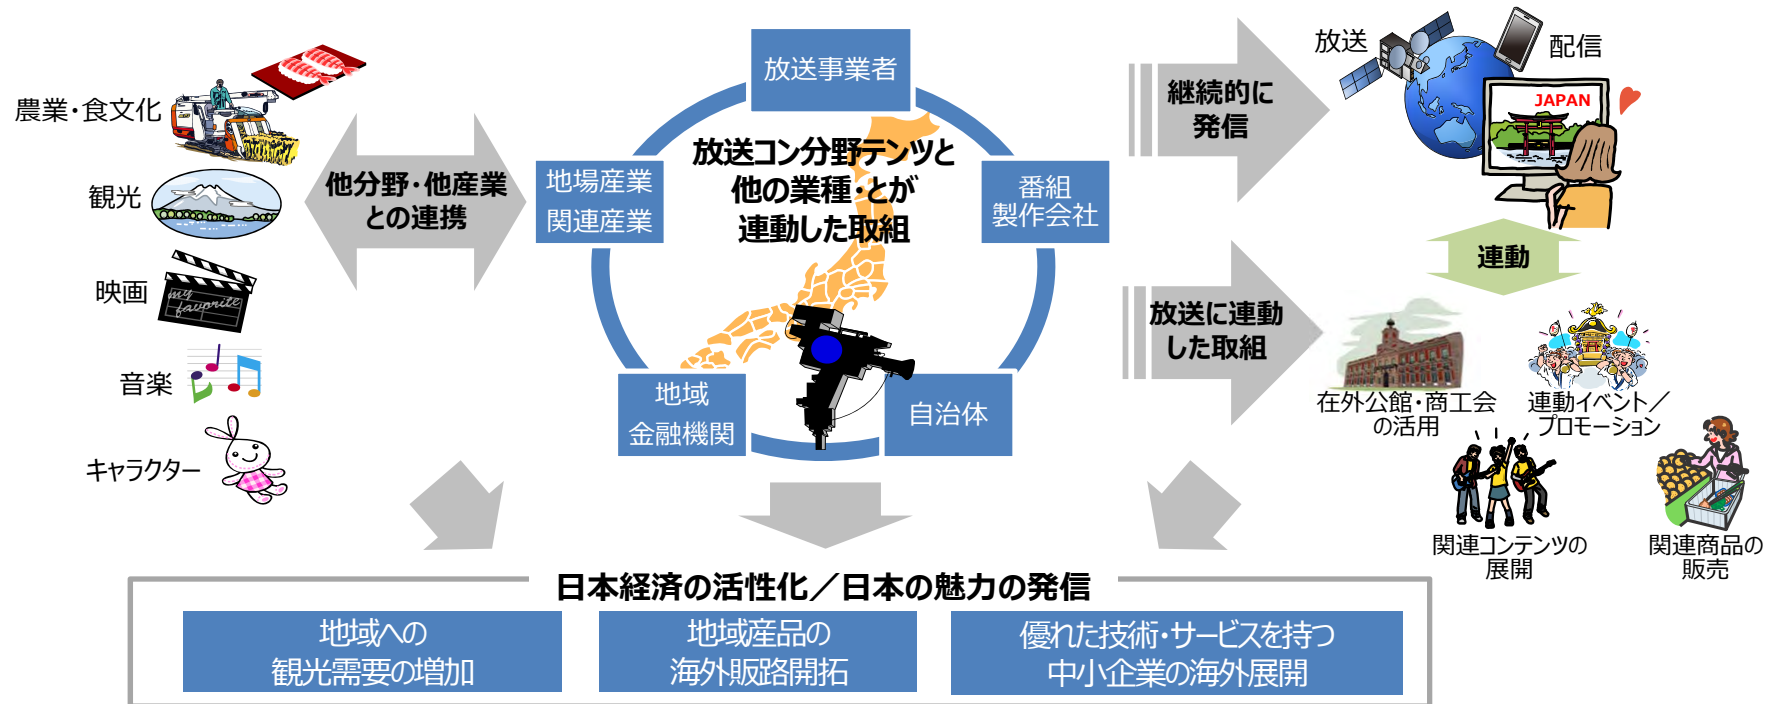 農業・食文化
観光
映画
my
favorite
音楽
キャラクター
他分野・他産業
との連携
放送事業者
放送コン分野テンツと
他の業種・とが
連動した取組
地場産業
関連産業
番組
製作会社
地域
金融機関
自治体
継続的に
発信
放送に連動
した取組
放送
配信
JAPAN
連動
在外公館・商工会
の活用
連動イベント／
プロモーション
関連コンテンツの
展開
関連商品の
販売
日本経済の活性化／日本の魅力の発信
地域への
観光需要の増加
地域産品の
海外販路開拓
優れた技術・サービスを持つ
中小企業の海外展開